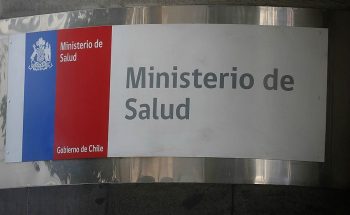 Ministerio de
Salud
Gobierno de Chile
Ministerio de
Salud